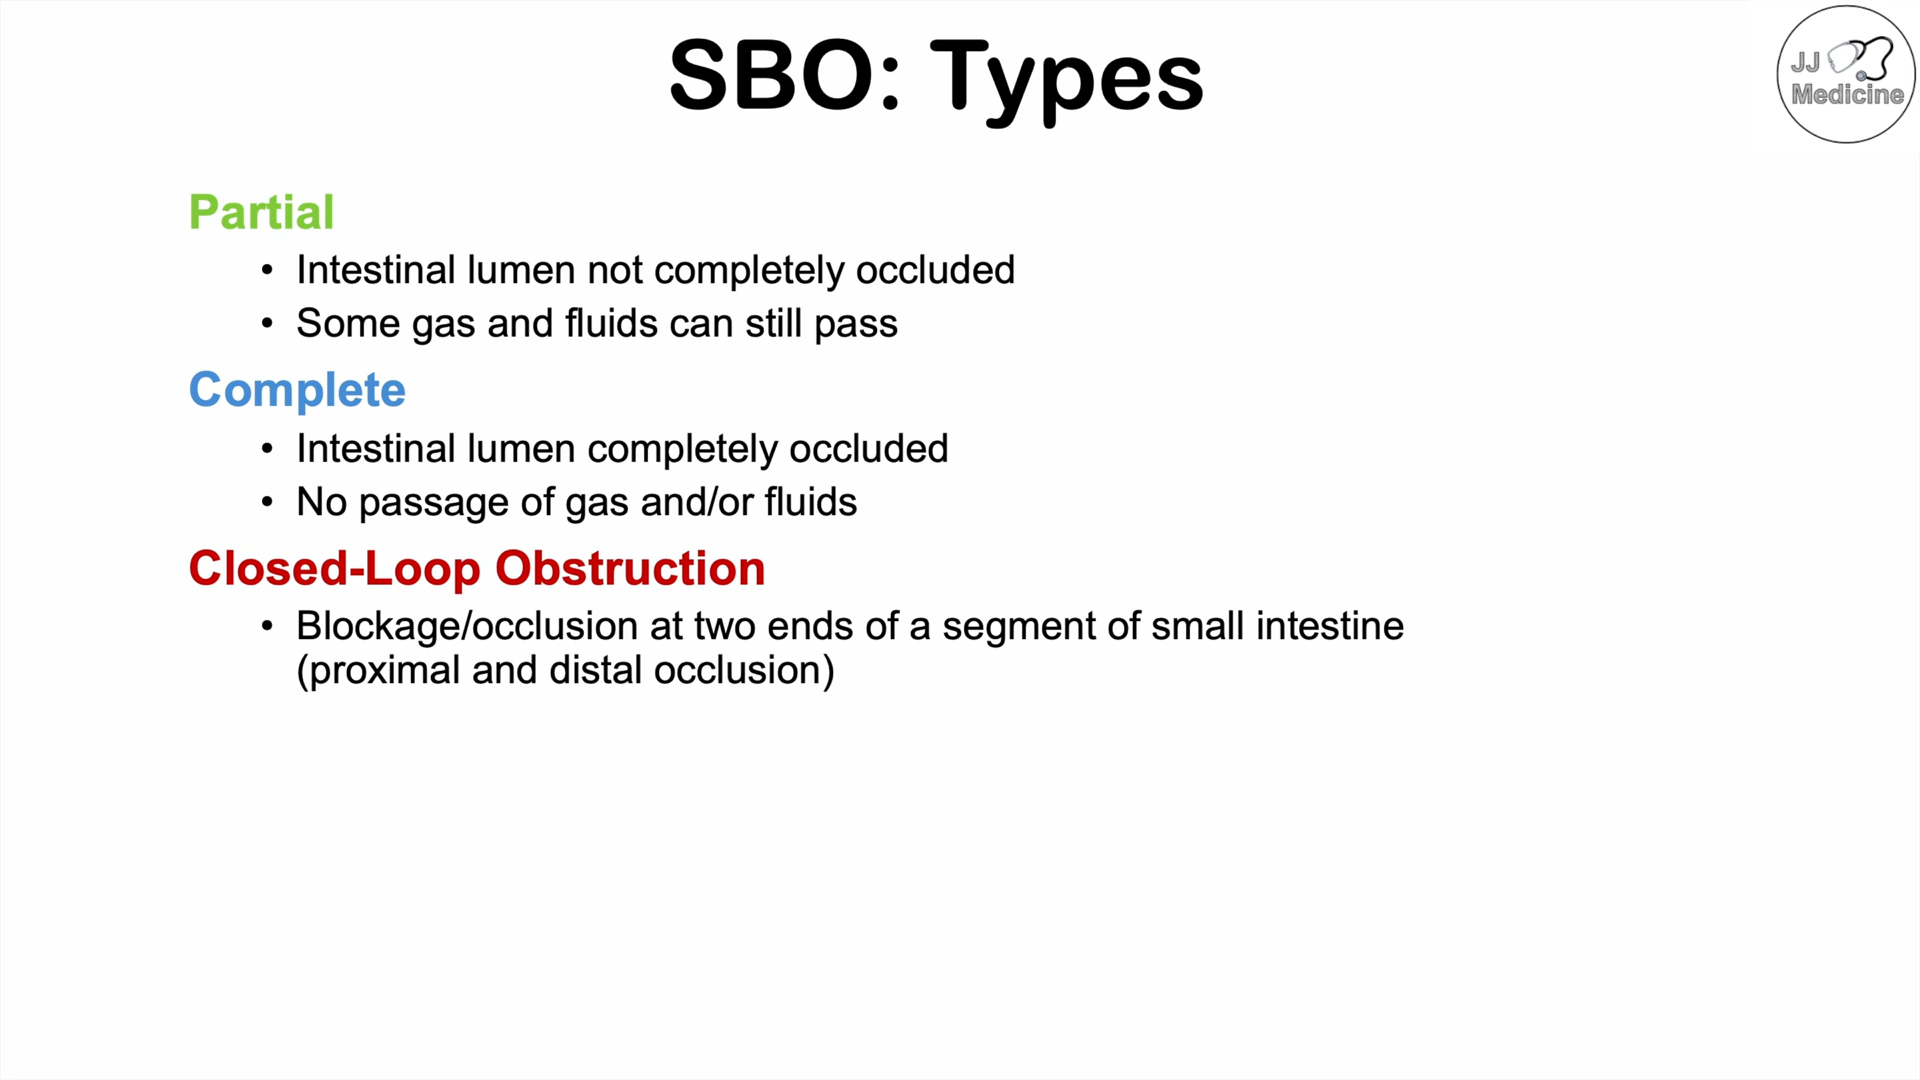 SBO: Types
JJ
Medicine
Partial
• Intestinal lumen not completely occluded
• Some gas and fluids can still pass
Complete
• Intestinal lumen completely occluded
• No passage of gas and/or fluids
Closed-Loop Obstruction
• Blockage/occlusion at two ends of a segment of small intestine
(proximal and distal occlusion)